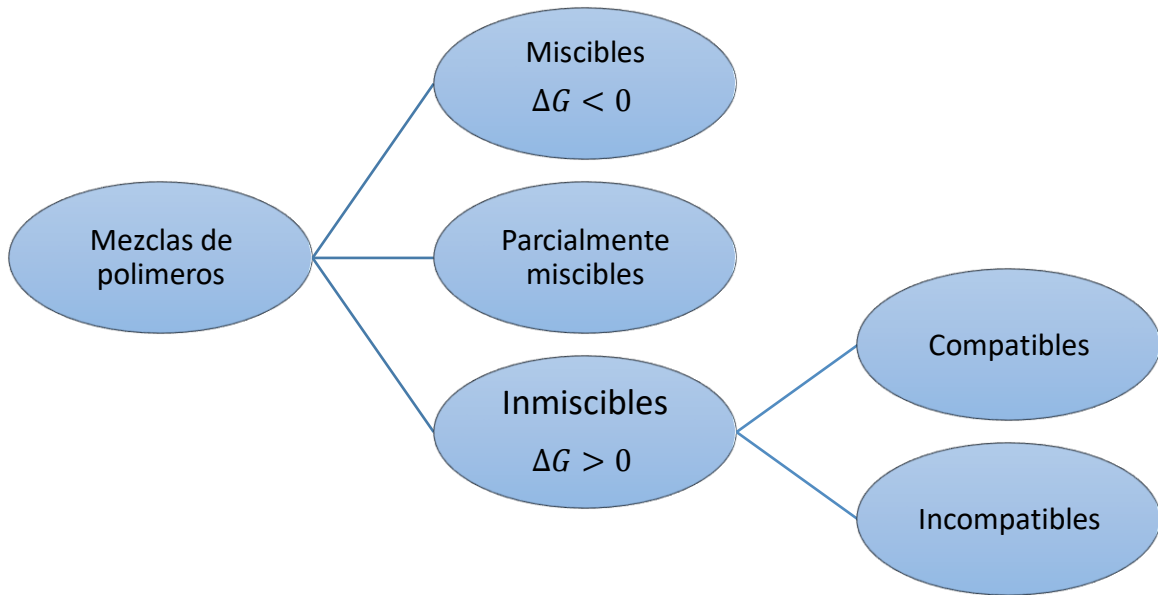 Miscibles
ΔG < 0
Mezclas de
polimeros
Parcialmente
miscibles
Inmiscibles
ΔG > 0
Compatibles
Incompatibles